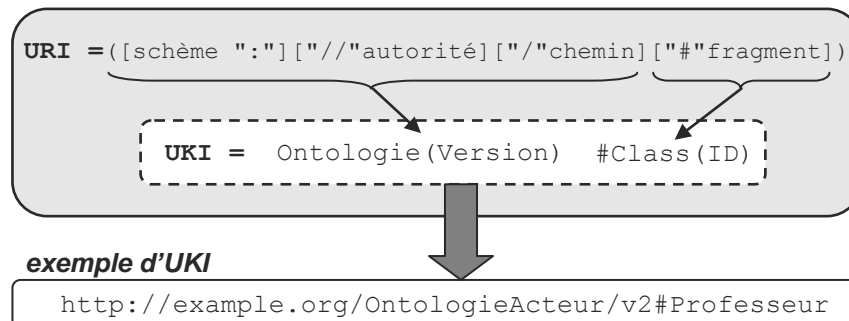 URI =([schème ":"]["//"autorité]["/"chemin]["#"fragment])
UKI = Ontologie(Version) #Class(ID)
exemple d'UKI
http://example.org/OntologieActeur/v2#Professeur